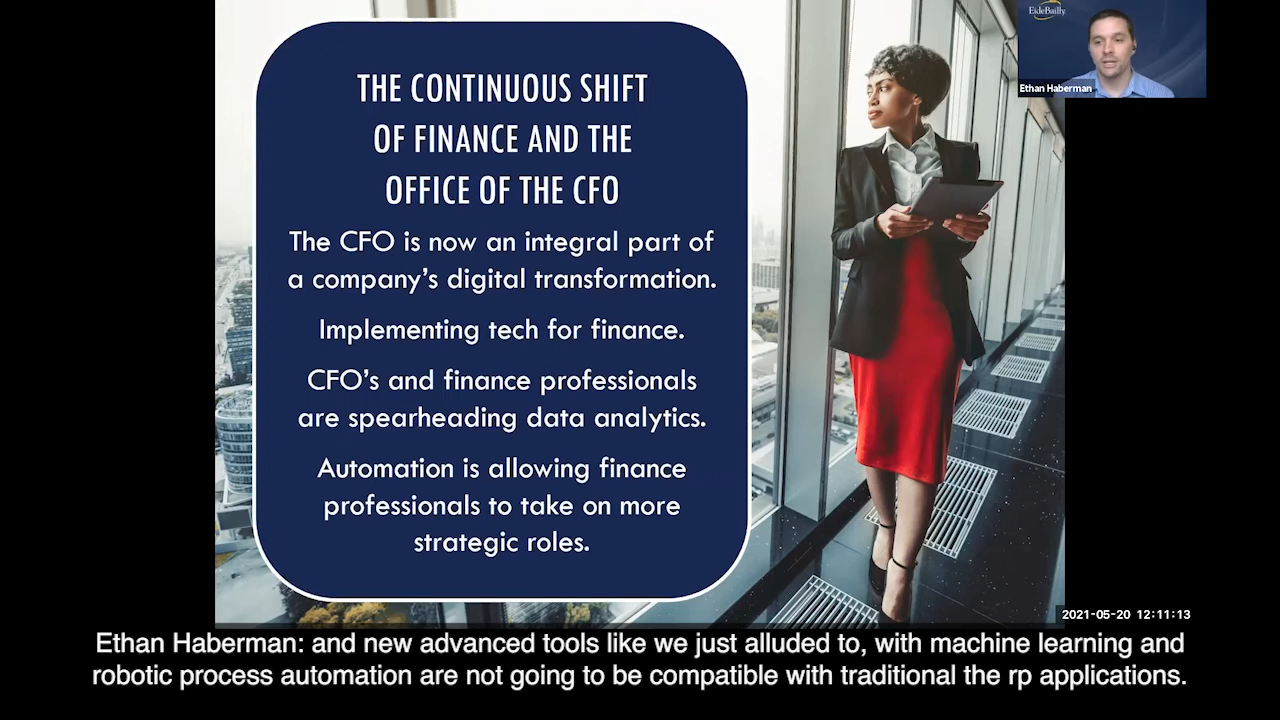 EideBailly
Ethan Haberman
THE CONTINUOUS SHIFT
OF FINANCE AND THE
OFFICE OF THE CFO
The CFO is now an integral part of
a company's digital transformation.
Implementing tech for finance.
CFO's and finance professionals
are spearheading data analytics.
Automation is allowing finance
professionals to take on more
strategic roles.
2021-05-20 12:11:13
Ethan Haberman: and new advanced tools like we just alluded to, with machine learning and
robotic process automation are not going to be compatible with traditional the rp applications.